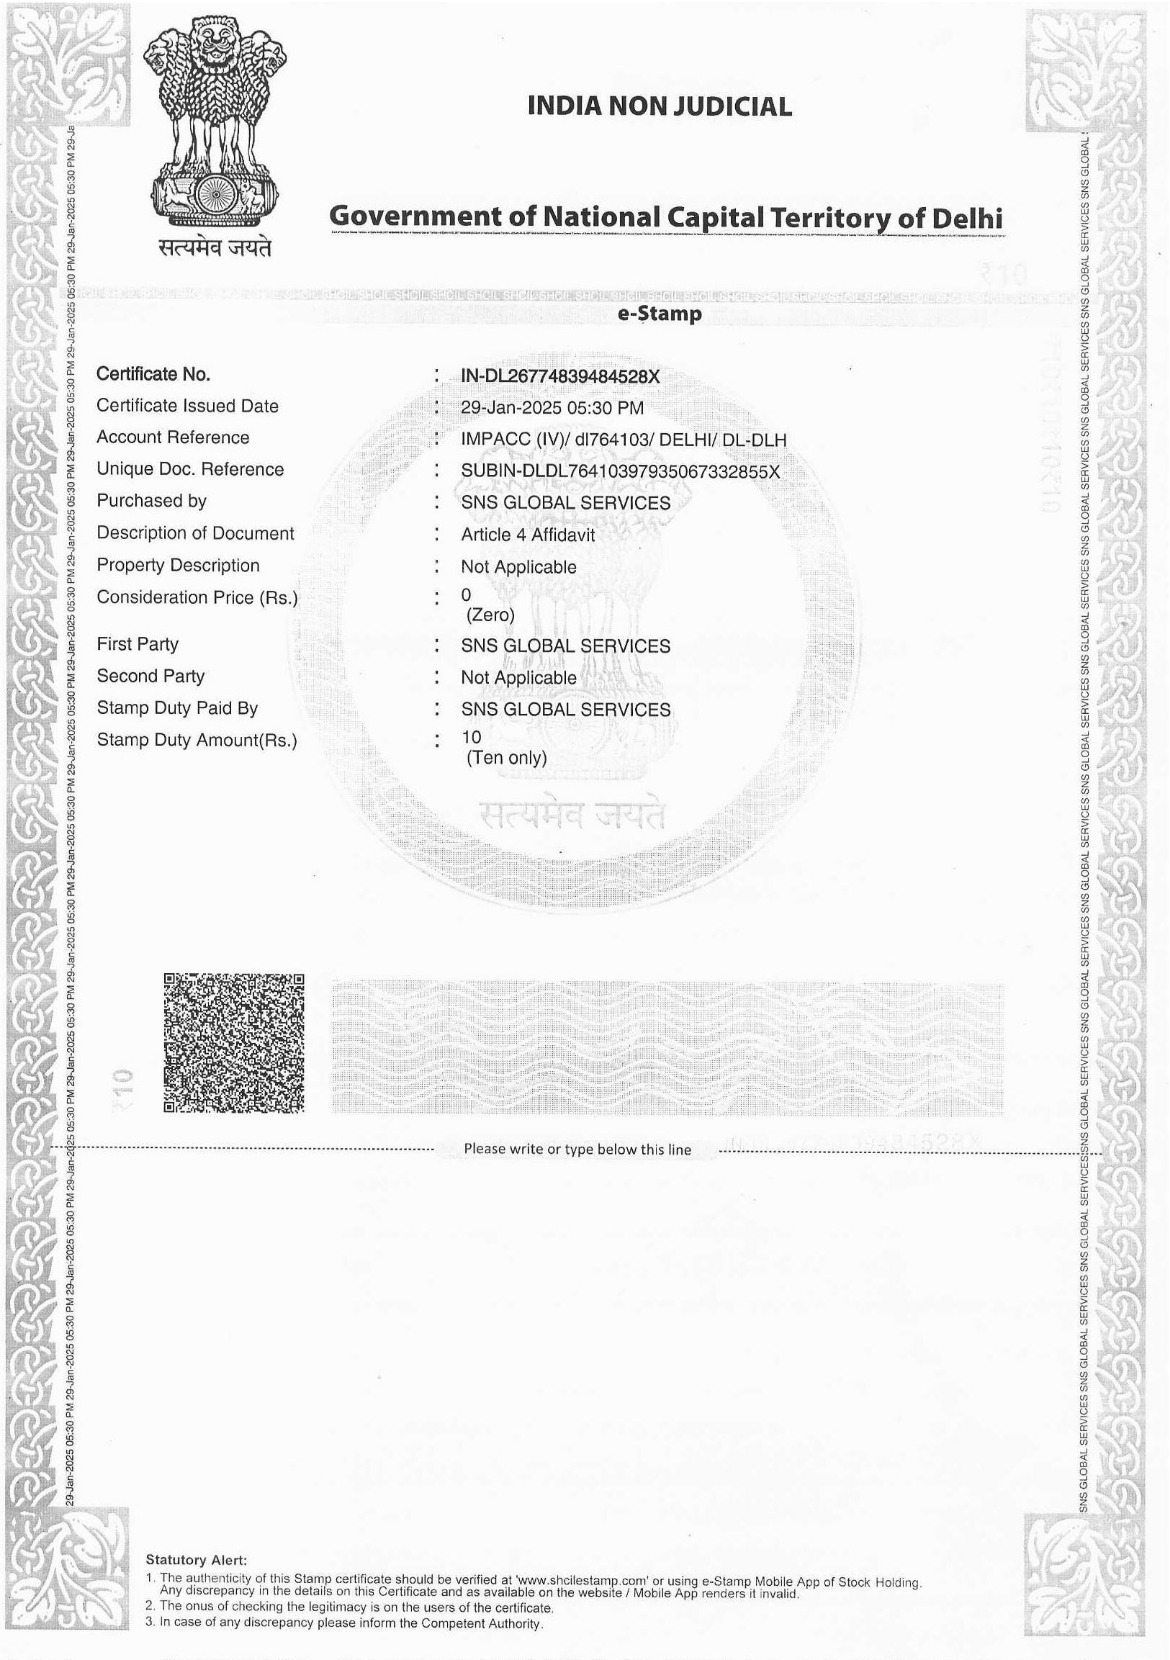 INDIA NON JUDICIAL
सत्यमेव जयते
Government of National Capital Territory of Delhi
₹10
e-Stamp
Certificate No. : IN-DL26774839484528X
Certificate Issued Date : 29-Jan-2025 05:30 PM
Account Reference : IMPACC (IV)/ dl764103/ DELHI/ DL-DLH
Unique Doc. Reference : SUBIN-DLDL76410397935067332855X
Purchased by : SNS GLOBAL SERVICES
Description of Document : Article 4 Affidavit
Property Description : Not Applicable
Consideration Price (Rs.) : 0
(Zero)
First Party : SNS GLOBAL SERVICES
Second Party : Not Applicable
Stamp Duty Paid By : SNS GLOBAL SERVICES
Stamp Duty Amount(Rs.) : 10
(Ten only)
सत्यमेव जयते
₹10
Please write or type below this line
Statutory Alert:
1. The authenticity of this Stamp certificate should be verified at 'www.shcilestamp.com' or using e-Stamp Mobile App of Stock Holding.
Any discrepancy in the details on this Certificate and as available on the website / Mobile App renders it invalid.
2. The onus of checking the legitimacy is on the users of the certificate.
3. In case of any discrepancy please inform the Competent Authority.